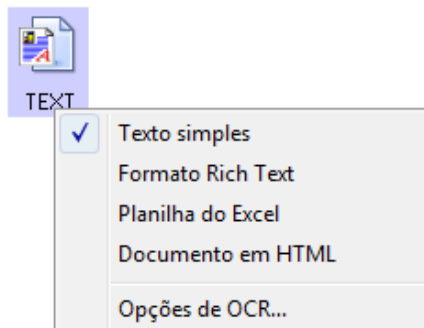 TEXT
Texto simples
Formato Rich Text
Planilha do Excel
Documento em HTML
Opções de OCR...